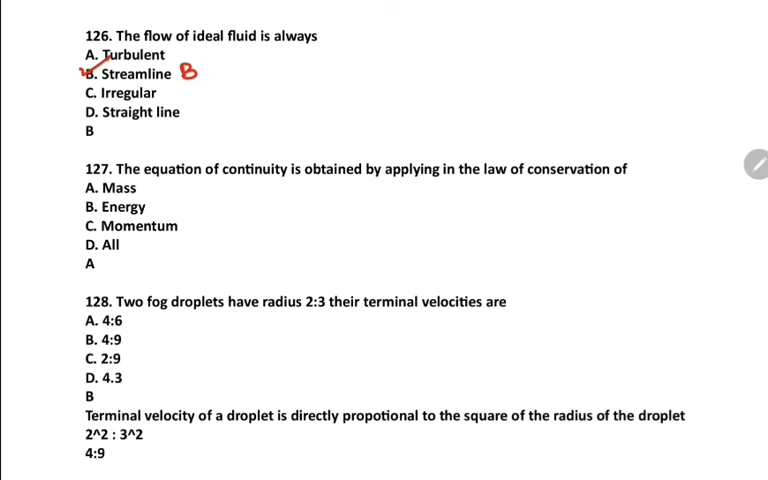 126. The flow of ideal fluid is always
A. Turbulent
B. Streamline B
C. Irregular
D. Straight line
B
127. The equation of continuity is obtained by applying in the law of conservation of
A. Mass
B. Energy
C. Momentum
D. All
A
128. Two fog droplets have radius 2:3 their terminal velocities are
A. 4:6
B. 4:9
C. 2:9
D. 4.3
B
Terminal velocity of a droplet is directly propotional to the square of the radius of the droplet
2^2 : 3^2
4:9